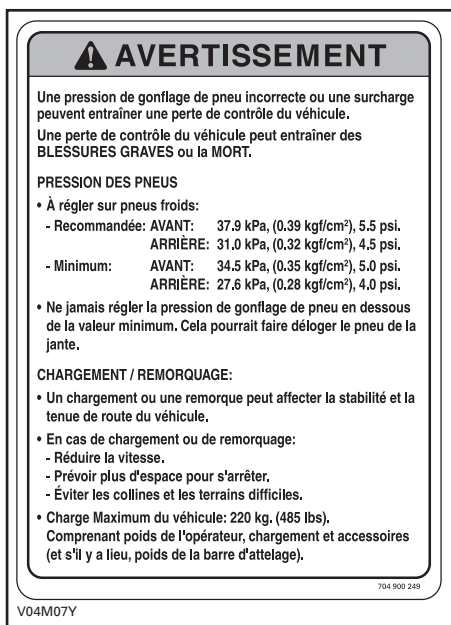 AVERTISSEMENT
Une pression de gonflage de pneu incorrecte ou une surcharge
peuvent entraîner une perte de contrôle du véhicule.
Une perte de contrôle du véhicule peut entraîner des
BLESSURES GRAVES ou la MORT.
PRESSION DES PNEUS
• À régler sur pneus froids:
- Recommandée: AVANT: 37.9 kPa, (0.39 kgf/cm²), 5.5 psi.
ARRIÈRE: 31.0 kPa, (0.32 kgf/cm²), 4.5 psi.
- Minimum: AVANT: 34.5 kPa, (0.35 kgf/cm²), 5.0 psi.
ARRIÈRE: 27.6 kPa, (0.28 kgf/cm²), 4.0 psi.
• Ne jamais régler la pression de gonflage de pneu en dessous
de la valeur minimum. Cela pourrait faire déloger le pneu de la
jante.
CHARGEMENT / REMORQUAGE:
• Un chargement ou une remorque peut affecter la stabilité et la
tenue de route du véhicule.
• En cas de chargement ou de remorquage:
- Réduire la vitesse.
- Prévoir plus d'espace pour s'arrêter.
- Éviter les collines et les terrains difficiles.
• Charge Maximum du véhicule: 220 kg. (485 lbs).
Comprenant poids de l'opérateur, chargement et accessoires
(et s'il y a lieu, poids de la barre d'attelage).
704 900 249
V04M07Y